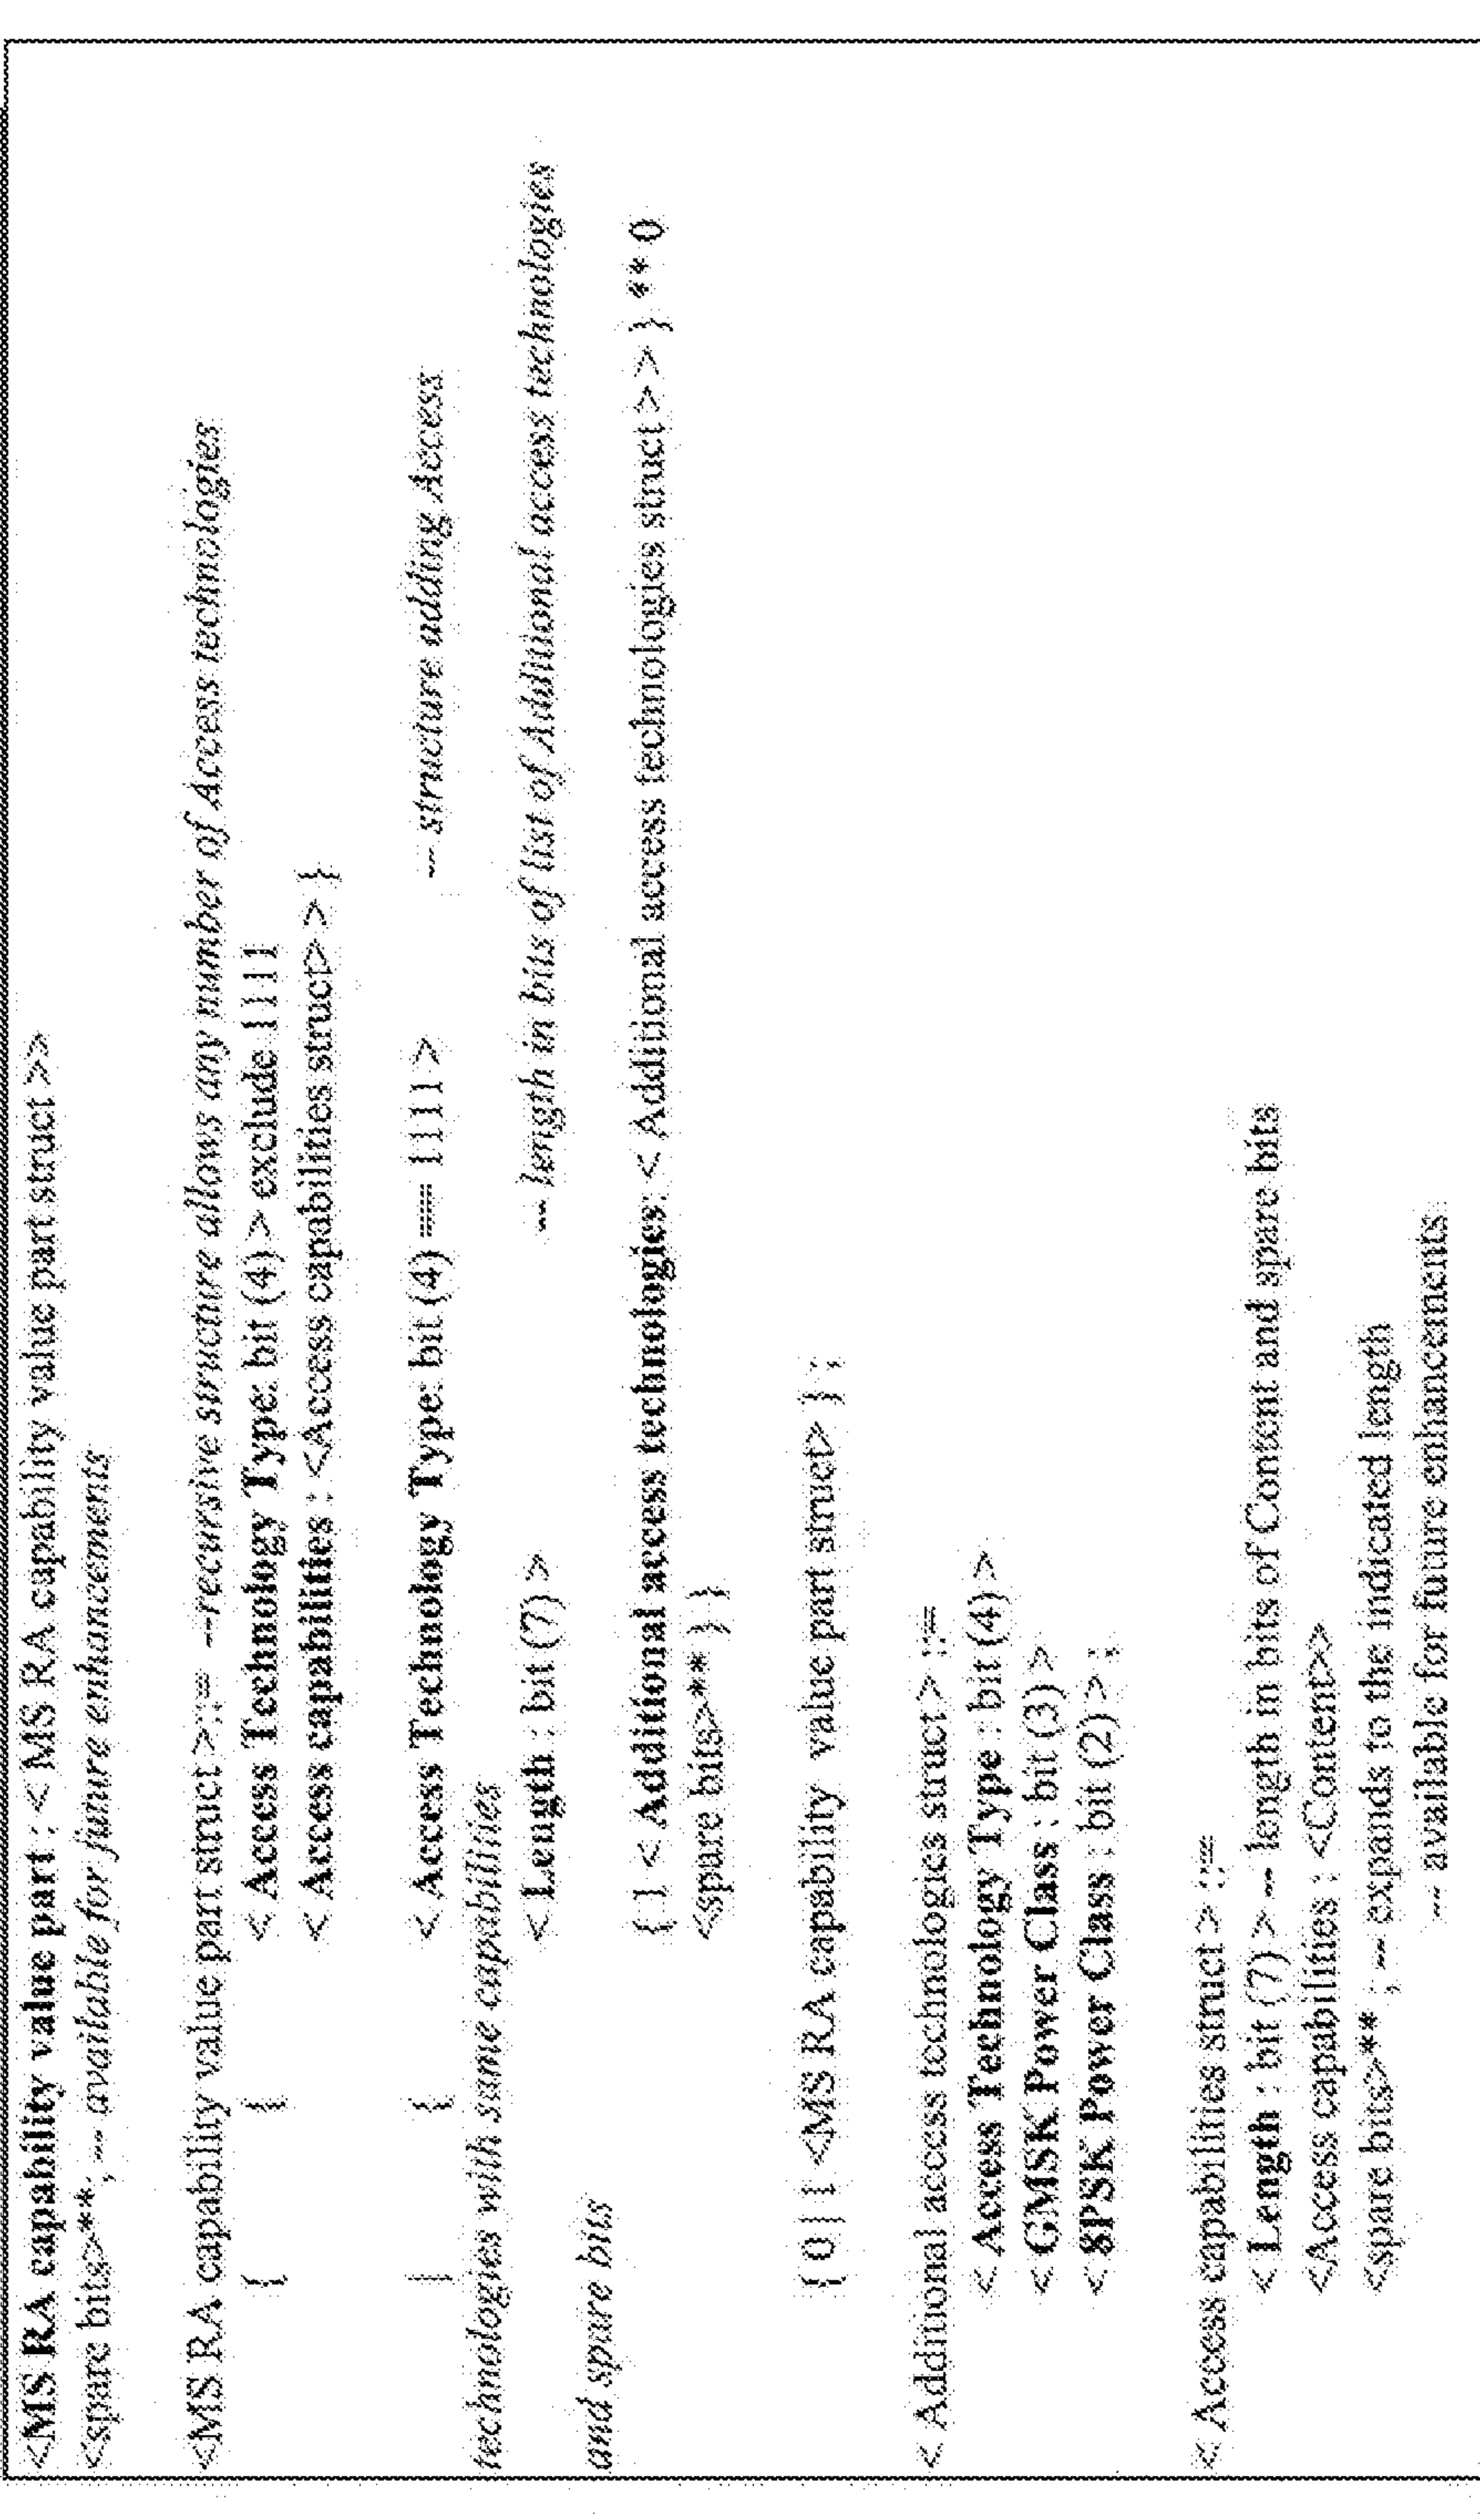 <MS RA capability value part : < MS RA capability value part struct >>
<spare bits>**; -- available for future enhancements
<MS RA capability value part struct >::= --recursive structure allows any number of Access technologies
{ { < Access Technology Type: bit (4) > exclude 1111
< Access capabilities : <Access capabilities struct> > }
| { < Access Technology Type: bit (4) == 1111 > -- structure adding Access
technologies with same capabilities
< Length : bit (7) > -- length in bits of list of Additional access technologies
and spare bits
{ 1 < Additional access technologies: < Additional access technologies struct > > } ** 0
<spare bits>** } }
{ 0 | 1 <MS RA capability value part struct> } ;
< Additional access technologies struct > ::=
< Access Technology Type : bit (4) >
< GMSK Power Class : bit (3) >
< 8PSK Power Class : bit (2) > ;
< Access capabilities struct > ::=
< Length : bit (7) > -- length in bits of Content and spare bits
<Access capabilities : <Content>>
<spare bits>** ; -- expands to the indicated length
-- available for future enhancements